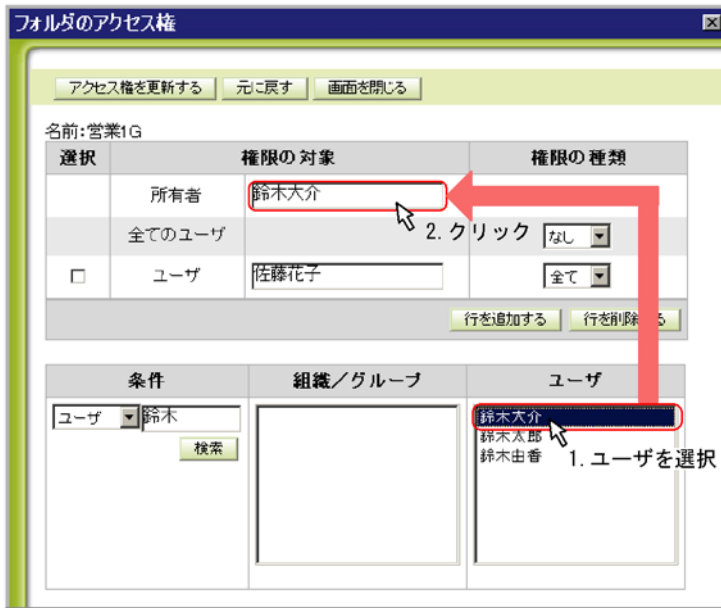 フォルダのアクセス権
アクセス権を更新する 元に戻す 画面を閉じる
名前:営業1G
選択 権限の対象 権限の種類
所有者 鈴木大介
全てのユーザ 2.クリック なし
ユーザ 佐藤花子 全て
行を追加する 行を削除 る
条件 組織／グループ ユーザ
ユーザ 鈴木 鈴木大介
鈴木太郎
検索 鈴木由香 1.ユーザを選択